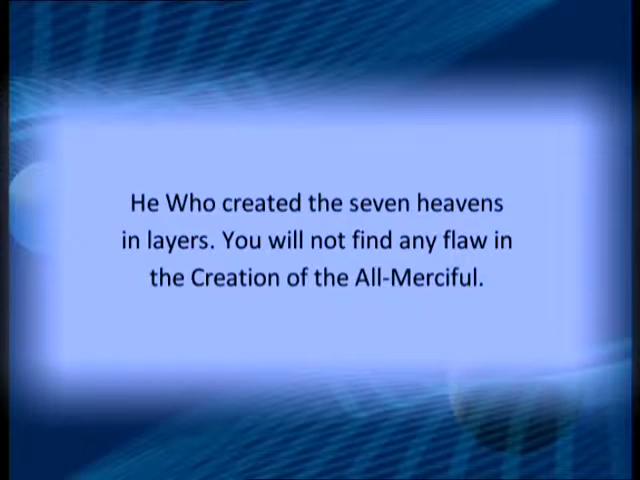 He Who created the seven heavens
in layers. You will not find any flaw in
the Creation of the All-Merciful.